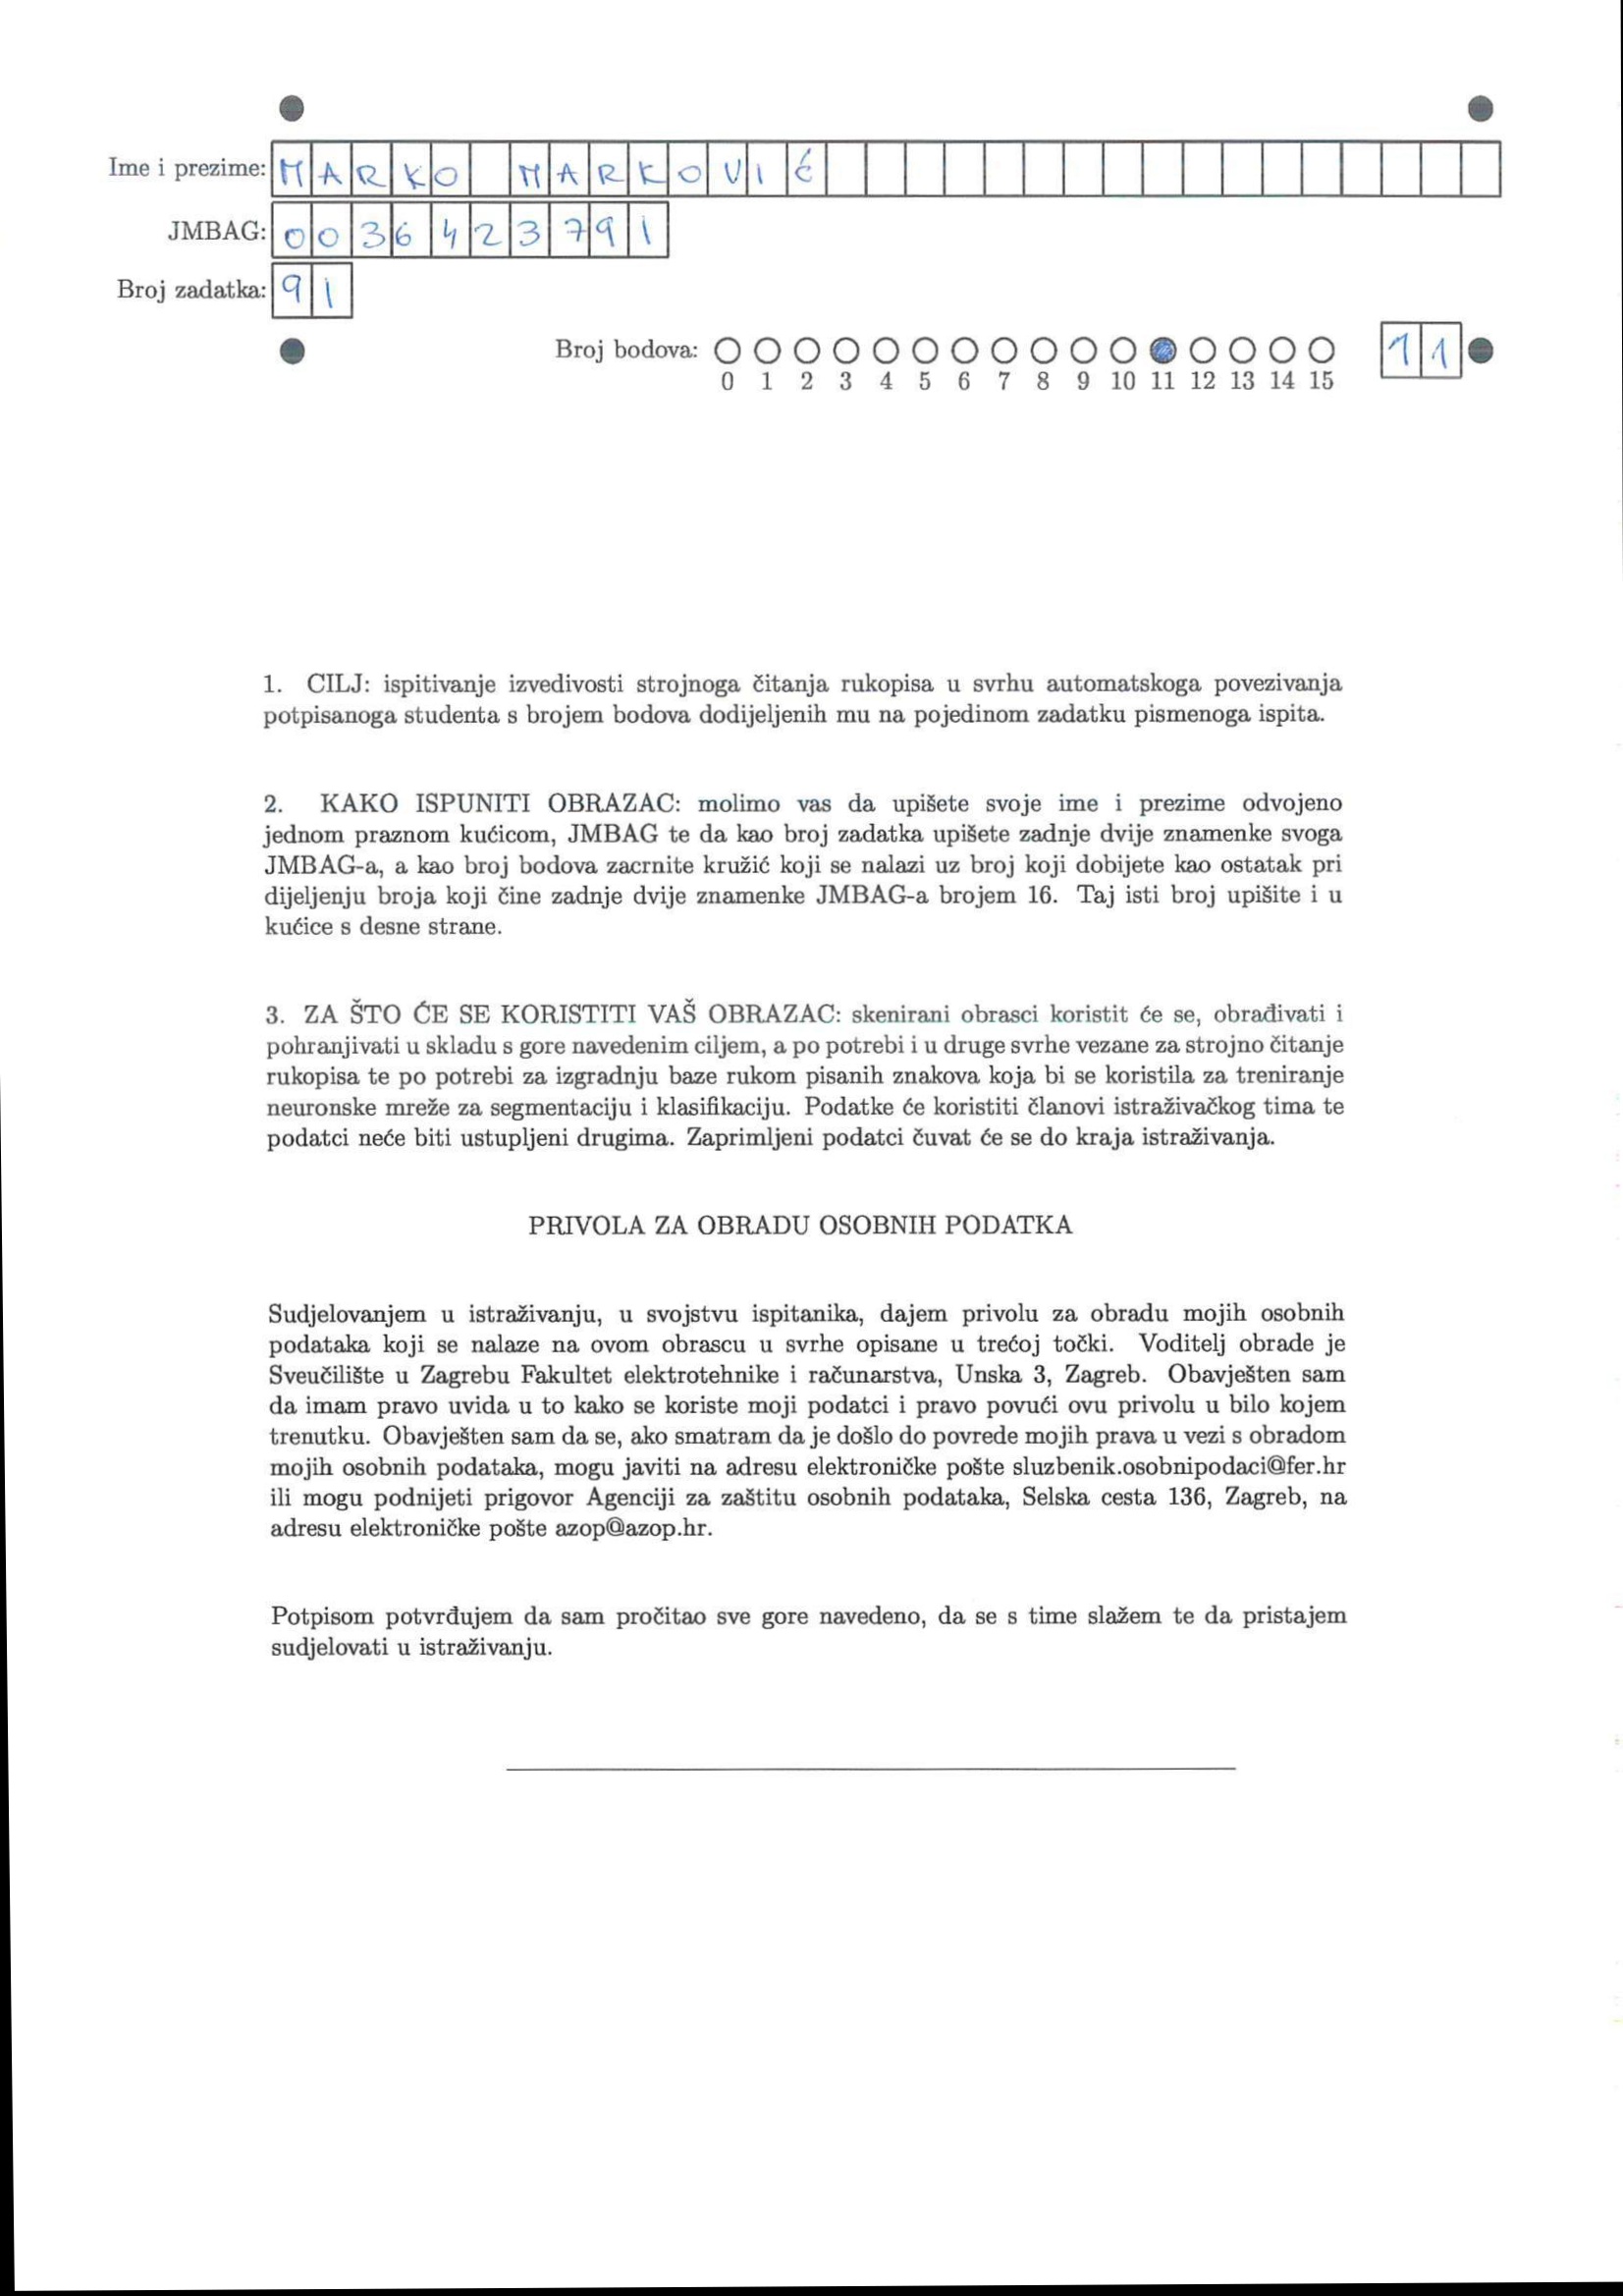 Ime i prezime: MARKO MARKOVIĆ
JMBAG: 0036423791
Broj zadatka: 91
Broj bodova: 11
0 1 2 3 4 5 6 7 8 9 10 11 12 13 14 15
1. CILJ: ispitivanje izvedivosti strojnoga čitanja rukopisa u svrhu automatskoga povezivanja
potpisanoga studenta s brojem bodova dodijeljenih mu na pojedinom zadatku pismenoga ispita.
2. KAKO ISPUNITI OBRAZAC: molimo vas da upišete svoje ime i prezime odvojeno
jednom praznom kućicom, JMBAG te da kao broj zadatka upišete zadnje dvije znamenke svoga
JMBAG-a, a kao broj bodova zacrnite kružić koji se nalazi uz broj koji dobijete kao ostatak pri
dijeljenju broja koji čine zadnje dvije znamenke JMBAG-a brojem 16. Taj isti broj upišite i u
kućice s desne strane.
3. ZA ŠTO ĆE SE KORISTITI VAŠ OBRAZAC: skenirani obrasci koristit će se, obrađivati i
pohranjivati u skladu s gore navedenim ciljem, a po potrebi i u druge svrhe vezane za strojno čitanje
rukopisa te po potrebi za izgradnju baze rukom pisanih znakova koja bi se koristila za treniranje
neuronske mreže za segmentaciju i klasifikaciju. Podatke će koristiti članovi istraživačkog tima te
podatci neće biti ustupljeni drugima. Zaprimljeni podatci čuvat će se do kraja istraživanja.
PRIVOLA ZA OBRADU OSOBNIH PODATKA
Sudjelovanjem u istraživanju, u svojstvu ispitanika, dajem privolu za obradu mojih osobnih
podataka koji se nalaze na ovom obrascu u svrhe opisane u trećoj točki. Voditelj obrade je
Sveučilište u Zagrebu Fakultet elektrotehnike i računarstva, Unska 3, Zagreb. Obavješten sam
da imam pravo uvida u to kako se koriste moji podatci i pravo povući ovu privolu u bilo kojem
trenutku. Obavješten sam da se, ako smatram da je došlo do povrede mojih prava u vezi s obradom
mojih osobnih podataka, mogu javiti na adresu elektroničke pošte sluzbenik.osobnipodaci@fer.hr
ili mogu podnijeti prigovor Agenciji za zaštitu osobnih podataka, Selska cesta 136, Zagreb, na
adresu elektroničke pošte azop@azop.hr.
Potpisom potvrđujem da sam pročitao sve gore navedeno, da se s time slažem te da pristajem
sudjelovati u istraživanju.